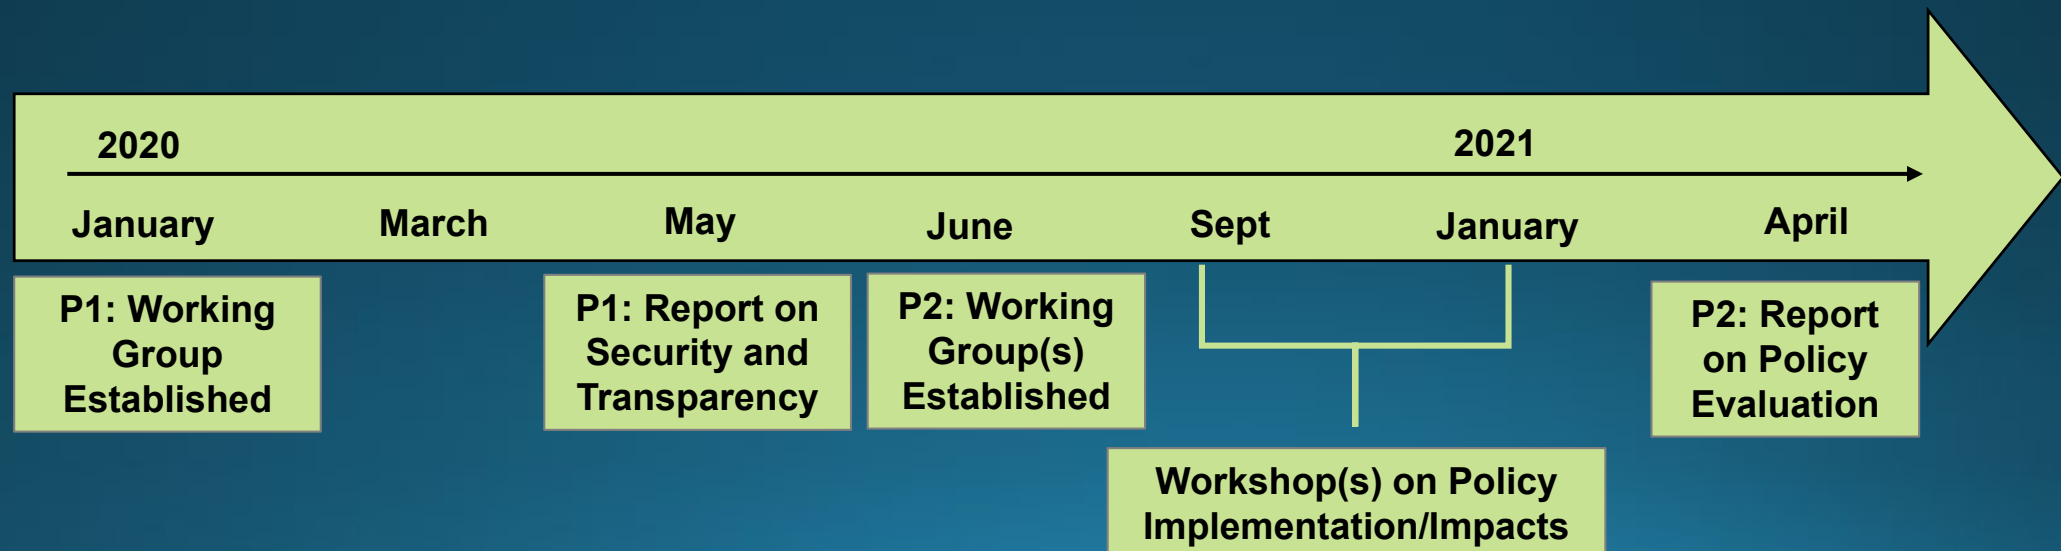 2020
2021
January
March
May
June
Sept
January
April
P1: Working
Group
Established
P1: Report on
Security and
Transparency
P2: Working
Group(s)
Established
P2: Report
on Policy
Evaluation
Workshop(s) on Policy
Implementation/Impacts